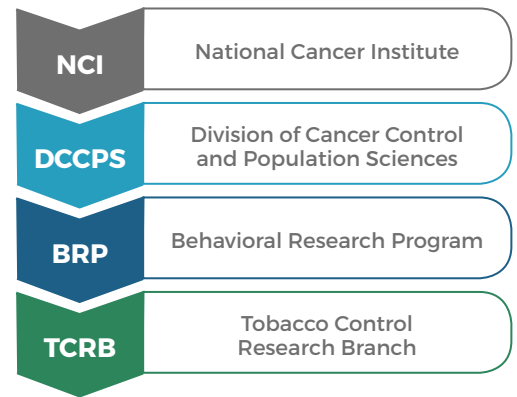 NCI
National Cancer Institute
DCCPS
Division of Cancer Control
and Population Sciences
BRP
Behavioral Research Program
TCRB
Tobacco Control
Research Branch